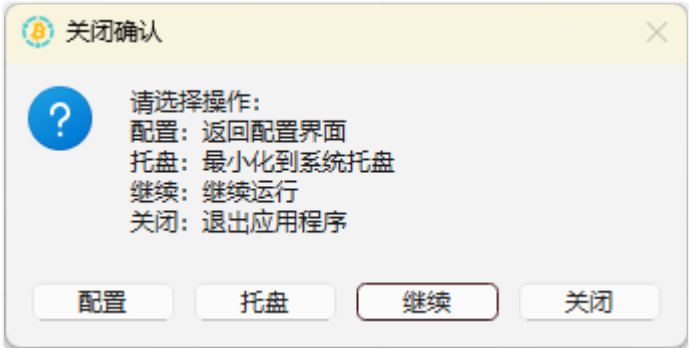 关闭确认
请选择操作：
配置：返回配置界面
托盘：最小化到系统托盘
继续：继续运行
关闭：退出应用程序
配置 托盘 继续 关闭